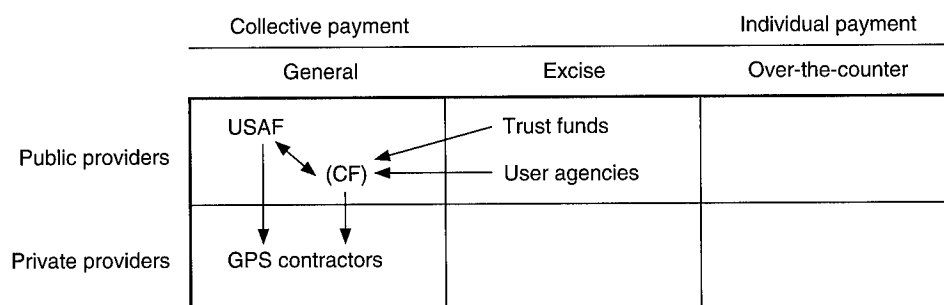 Collective payment Individual payment
General Excise Over-the-counter
USAF Trust funds
Public providers
(CF) User agencies
Private providers GPS contractors